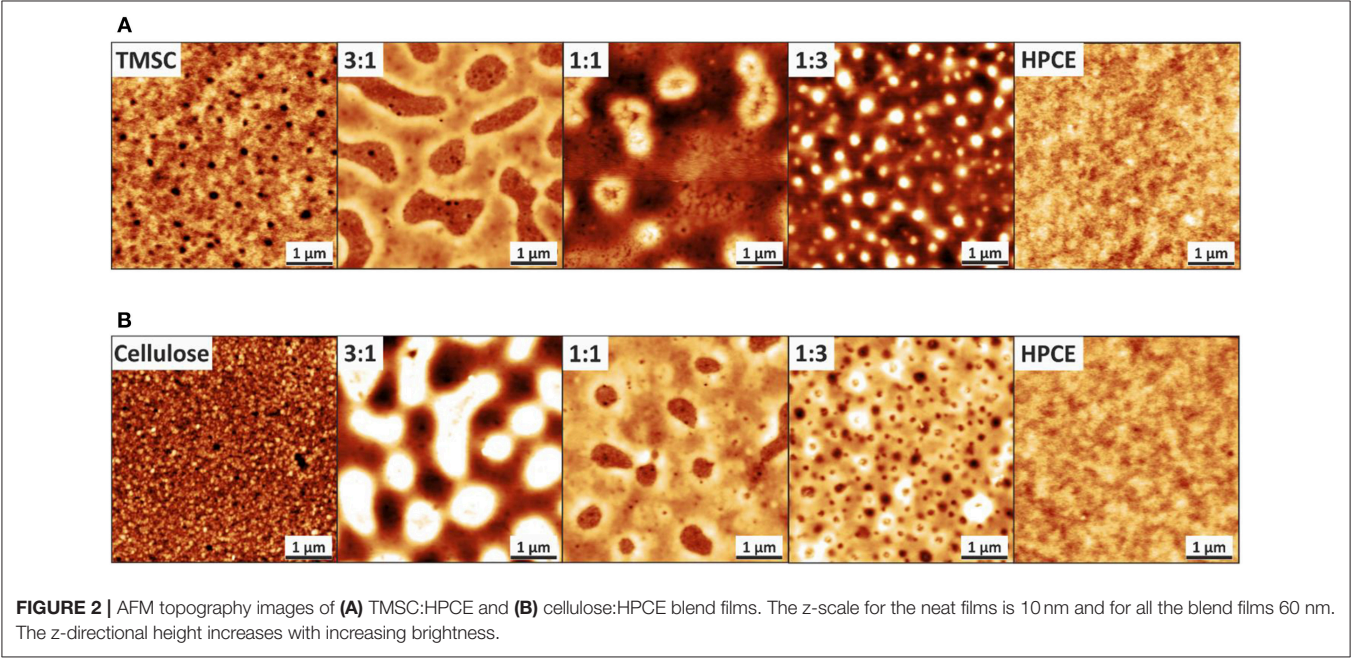 A
TMSC
3:1
1:1
1:3
HPCE
1 μm
1 μm
1 μm
1 μm
1 μm
B
Cellulose
3:1
1:1
1:3
HPCE
1 μm
1 μm
1 μm
1 μm
1 μm
FIGURE 2 | AFM topography images of (A) TMSC:HPCE and (B) cellulose:HPCE blend films. The z-scale for the neat films is 10 nm and for all the blend films 60 nm.
The z-directional height increases with increasing brightness.